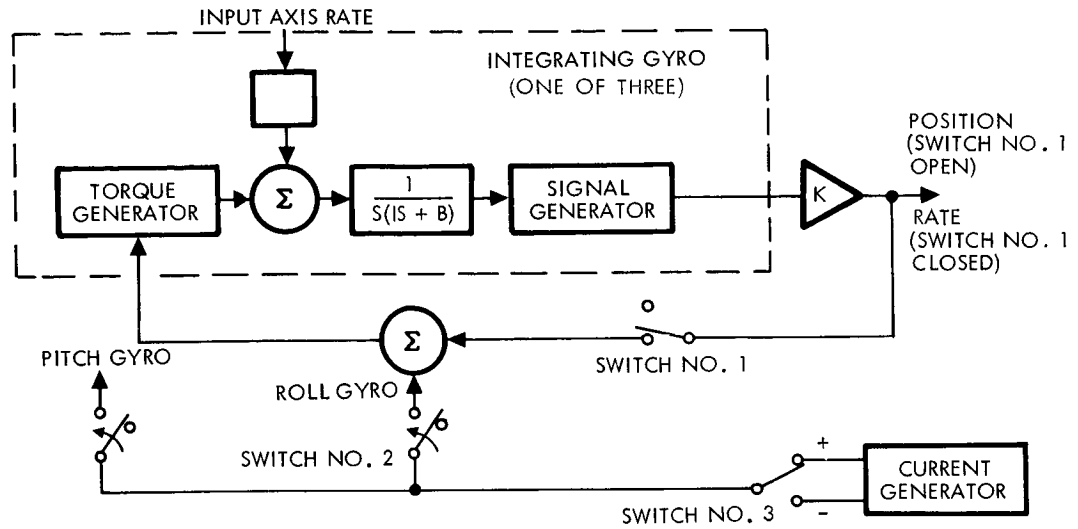 INPUT AXIS RATE
INTEGRATING GYRO
(ONE OF THREE)
TORQUE
GENERATOR
Σ
1
S(IS + B)
SIGNAL
GENERATOR
K
POSITION
(SWITCH NO. 1
OPEN)
RATE
(SWITCH NO. 1
CLOSED)
Σ
SWITCH NO. 1
PITCH GYRO
ROLL GYRO
SWITCH NO. 2
+
-
CURRENT
GENERATOR
SWITCH NO. 3